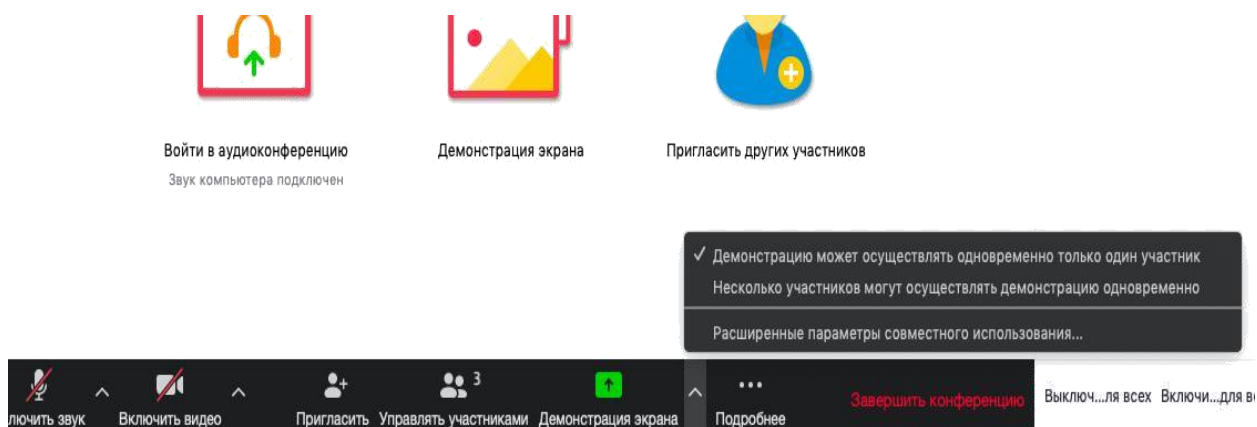 Войти в аудиоконференцию
Демонстрация экрана
Пригласить других участников
Звук компьютера подключен
✓ Демонстрацию может осуществлять одновременно только один участник
Несколько участников могут осуществлять демонстрацию одновременно
Расширенные параметры совместного использования...
3
лючить звук
Включить видео
Пригласить
Управлять участниками
Демонстрация экрана
Подробнее
Завершить конференцию
Выключ...ля всех
Включи...для в